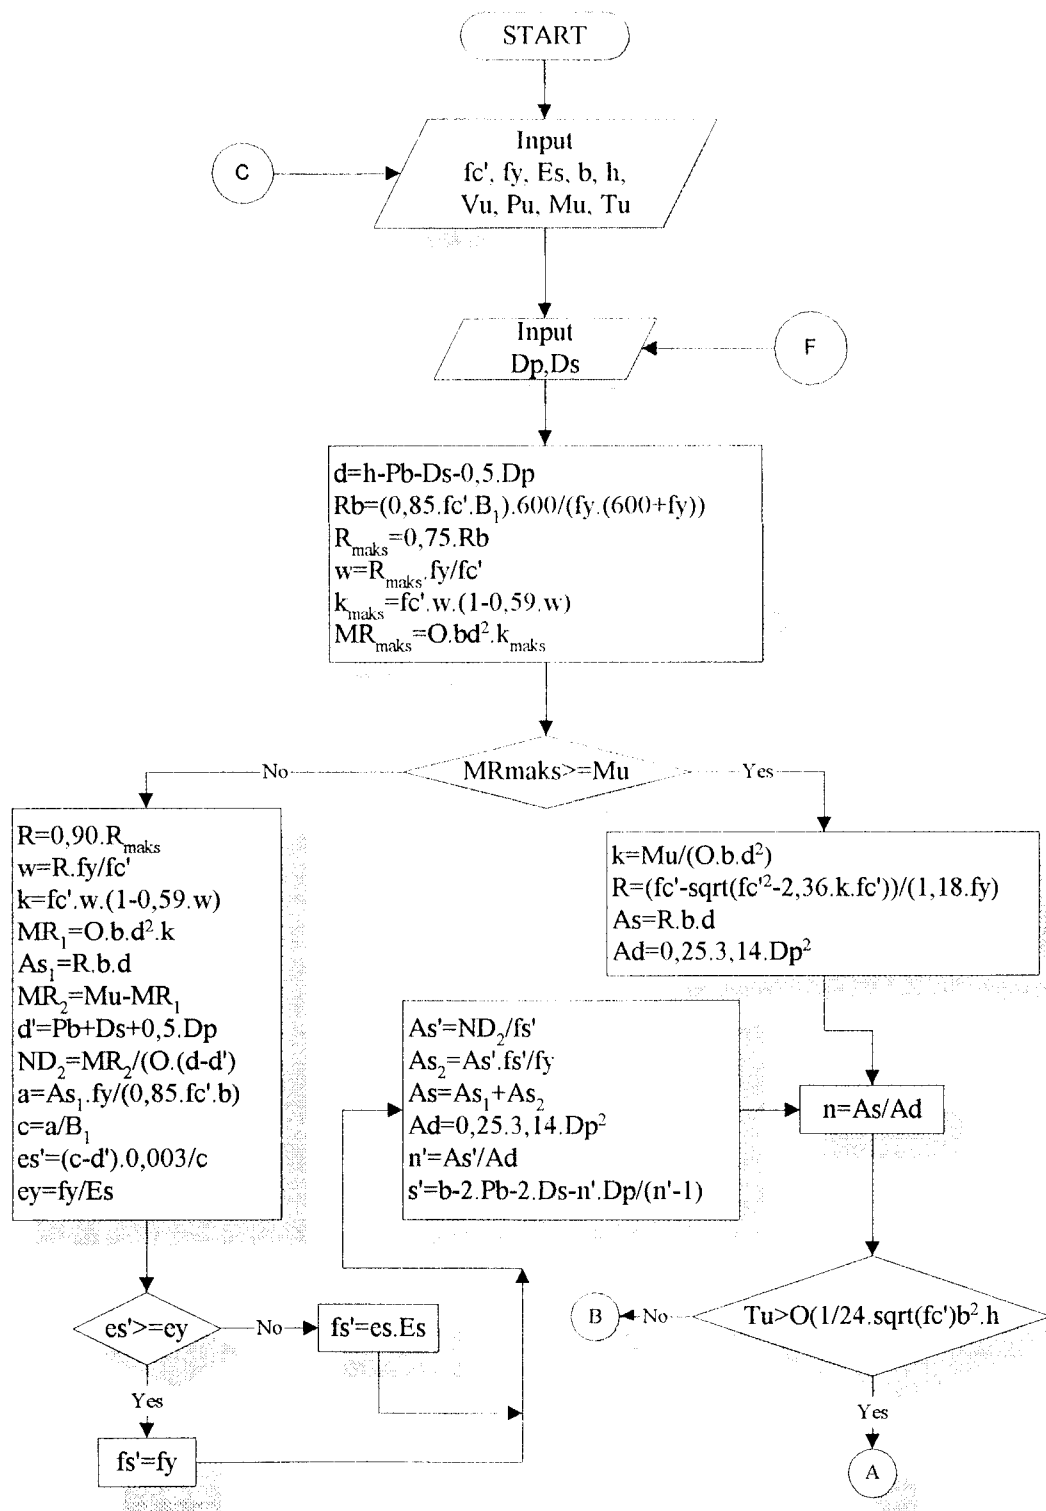 START
Input
fc', fy, Es, b, h,
Vu, Pu, Mu, Tu
C
Input
Dp,Ds
F
d=h-Pb-Ds-0,5.Dp
Rb=(0,85.fc'.B₁).600/(fy.(600+fy))
Rₘₐₖₛ=0,75.Rb
w=Rₘₐₖₛ.fy/fc'
kₘₐₖₛ=fc'.w.(1-0,59.w)
MRₘₐₖₛ=O.bd².kₘₐₖₛ
MRmaks>=Mu
No
Yes
R=0,90.Rₘₐₖₛ
w=R.fy/fc'
k=fc'.w.(1-0,59.w)
MR₁=O.b.d².k
As₁=R.b.d
MR₂=Mu-MR₁
d'=Pb+Ds+0,5.Dp
ND₂=MR₂/(O.(d-d')
a=As₁.fy/(0,85.fc'.b)
c=a/B₁
es'=(c-d').0,003/c
ey=fy/Es
k=Mu/(O.b.d²)
R=(fc'-sqrt(fc'²-2,36.k.fc'))/(1,18.fy)
As=R.b.d
Ad=0,25.3,14.Dp²
As'=ND₂/fs'
As₂=As'.fs'/fy
As=As₁+As₂
Ad=0,25.3,14.Dp²
n'=As'/Ad
s'=b-2.Pb-2.Ds-n'.Dp/(n'-1)
n=As/Ad
es'>=ey
No
fs'=es.Es
Yes
fs'=fy
Tu>O(1/24.sqrt(fc')b².h
No
B
Yes
A